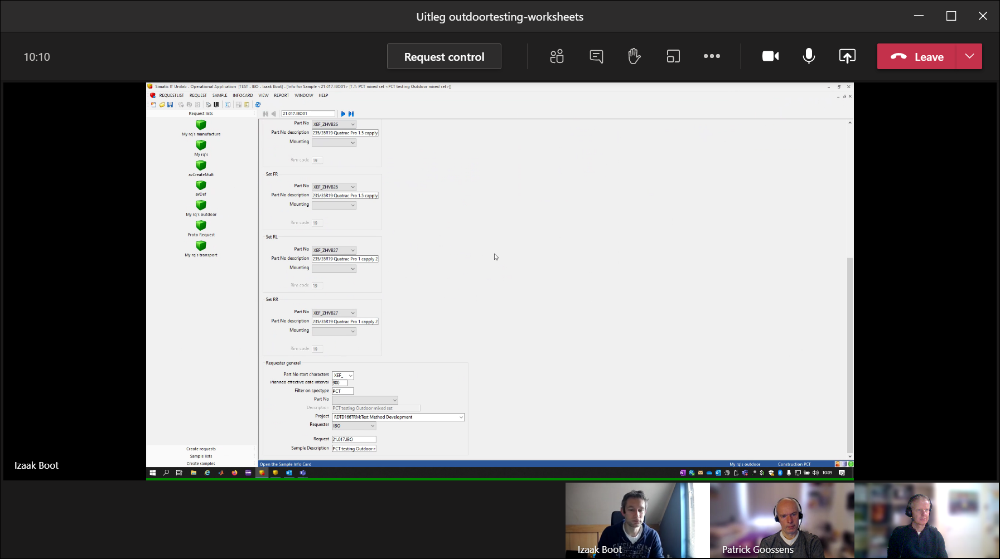 Uitleg outdoortesting-worksheets
10:10
Request control
Leave
Simatic IT Unilab - Operational Application [TEST - IBO - Izaak Boot] - [Info for Sample <21.017.IBO01> (T-T: PCT mixed set <PCT testing Outdoor mixed set>)]
REQUESTLIST REQUEST SAMPLE INFOCARD VIEW REPORT WINDOW HELP
Request lists
21.017.IBO01
My rq's manufacture
My rq's
avCreateMult
avDef
My rq's outdoor
Proto Request
My rq's transport
Create requests
Sample lists
Create samples
Part No XEF_ZHVB26
Part No description 235/35R19 Quatrac Pro 1.5 capply
Mounting
Rim code 19
Set FR
Part No XEF_ZHVB26
Part No description 235/35R19 Quatrac Pro 1.5 capply
Mounting
Rim code 19
Set RL
Part No XEF_ZHVB27
Part No description 235/35R19 Quatrac Pro 1 capply 2
Mounting
Rim code 19
Set RR
Part No XEF_ZHVB27
Part No description 235/35R19 Quatrac Pro 1 capply 2
Mounting
Rim code 19
Requester general
Part No start characters XEF_
Planned effective date interval 900
Filter on spectype PCT
Part No
Description PCT testing Outdoor mixed set
Project RDTD1667RM:Test Method Development
Requester IBO
Request 21.017.IBO
Sample Description PCT testing Outdoor r
Open the Sample Info Card
My rq's outdoor
Construction PCT
10:09
Izaak Boot
Izaak Boot
Patrick Goossens